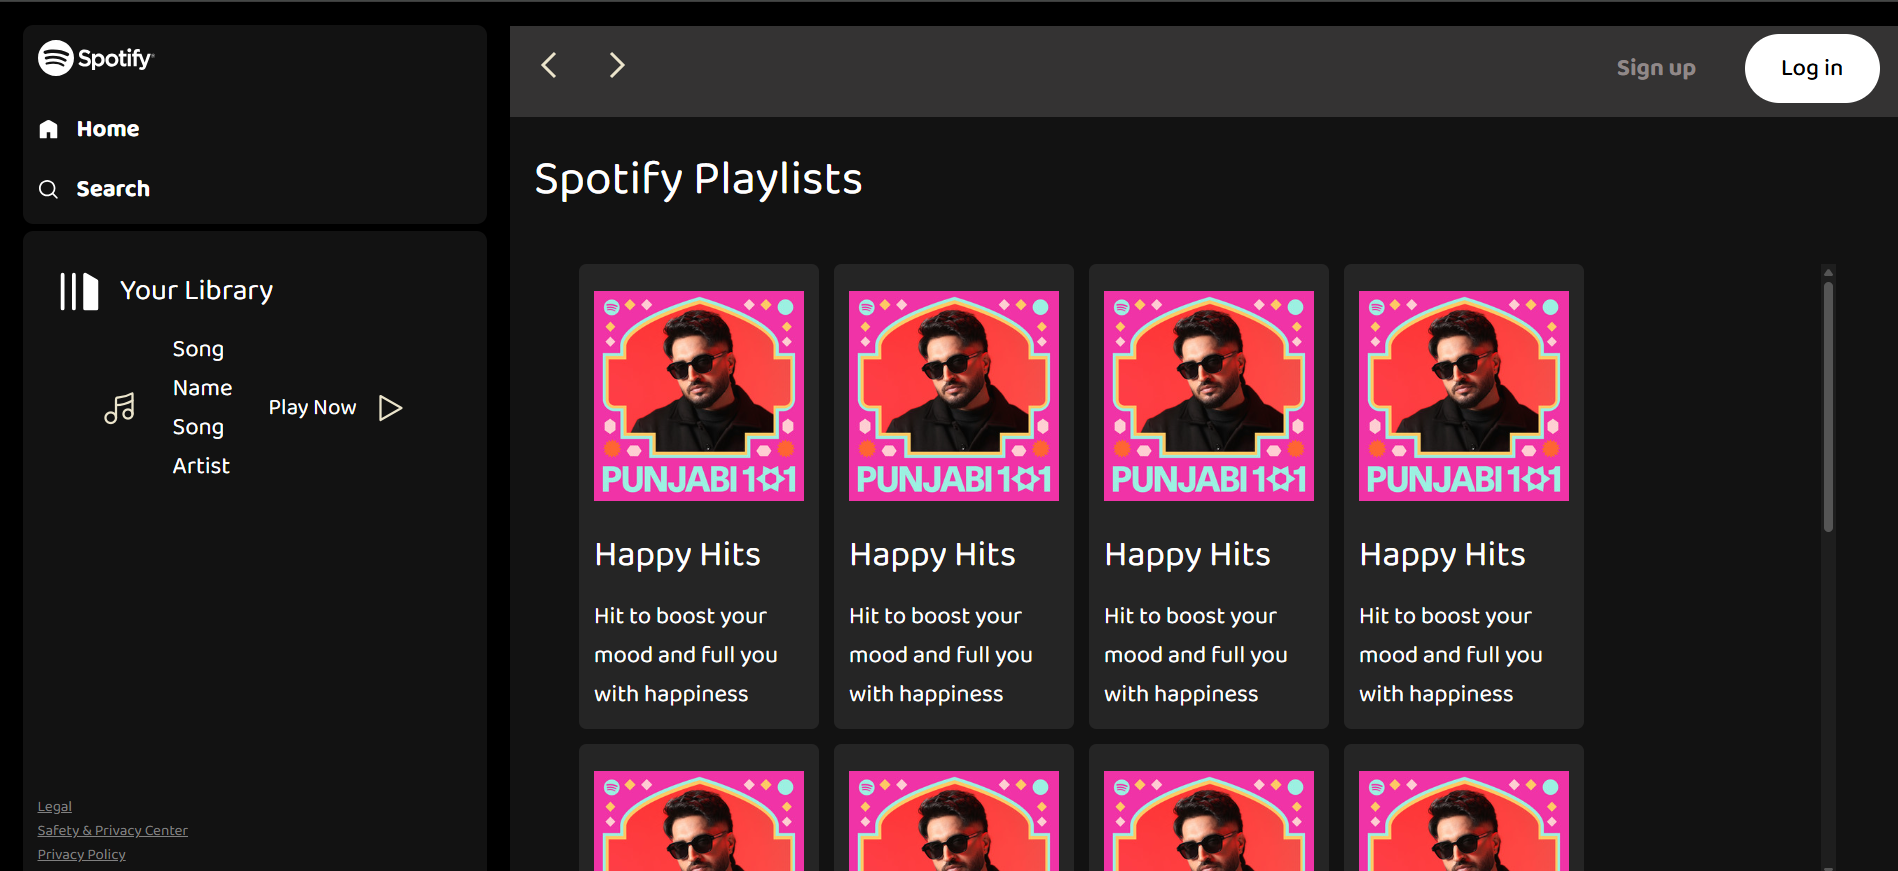 Spotify
Home
Search
Your Library
Song
Name
Song
Artist
Play Now
Legal
Safety & Privacy Center
Privacy Policy
Sign up
Log in
Spotify Playlists
PUNJABI 101
PUNJABI 101
PUNJABI 101
PUNJABI 101
Happy Hits
Happy Hits
Happy Hits
Happy Hits
Hit to boost your
mood and full you
with happiness
Hit to boost your
mood and full you
with happiness
Hit to boost your
mood and full you
with happiness
Hit to boost your
mood and full you
with happiness